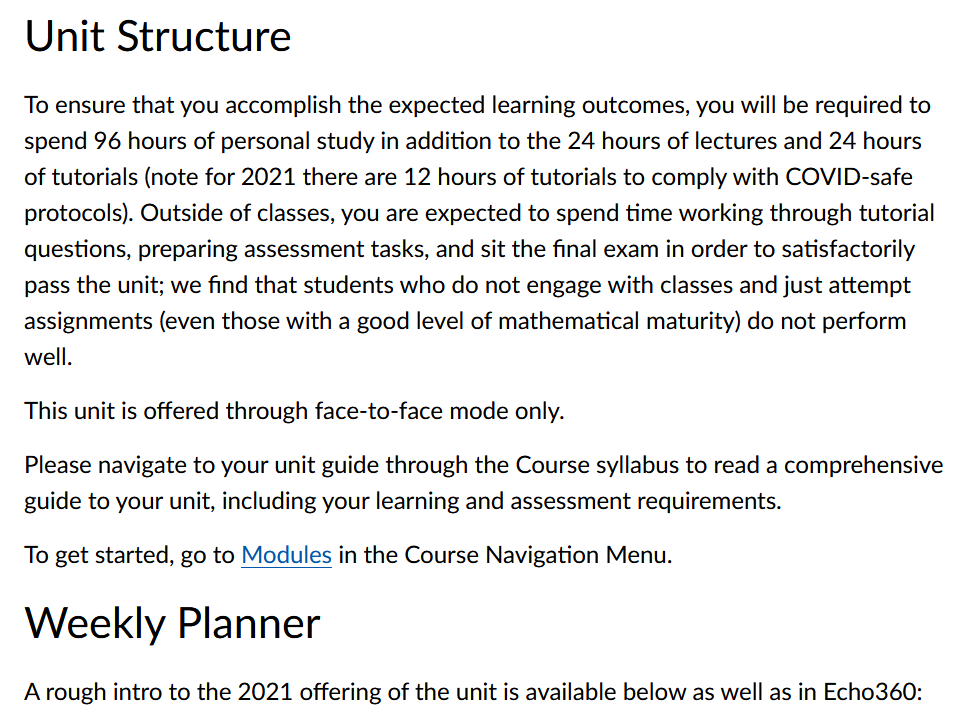 Unit Structure
To ensure that you accomplish the expected learning outcomes, you will be required to
spend 96 hours of personal study in addition to the 24 hours of lectures and 24 hours
of tutorials (note for 2021 there are 12 hours of tutorials to comply with COVID-safe
protocols). Outside of classes, you are expected to spend time working through tutorial
questions, preparing assessment tasks, and sit the final exam in order to satisfactorily
pass the unit; we find that students who do not engage with classes and just attempt
assignments (even those with a good level of mathematical maturity) do not perform
well.
This unit is offered through face-to-face mode only.
Please navigate to your unit guide through the Course syllabus to read a comprehensive
guide to your unit, including your learning and assessment requirements.
To get started, go to Modules in the Course Navigation Menu.
Weekly Planner
A rough intro to the 2021 offering of the unit is available below as well as in Echo360: